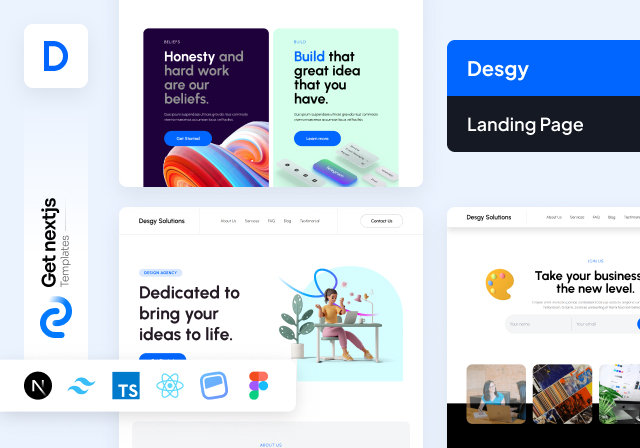 D
Get nextjs
Templates
N
TS
BELIEFS
Honesty and
hard work
are our
beliefs.
Get Started
BUILD
Build that
great idea
that you
have.
Learn more
Desgy
Landing Page
Desgy Solutions
About Us Services FAQ Blog Testimonial
Contact Us
DESIGN AGENCY
Dedicated to
bring your
ideas to life.
ABOUT US
Desgy Solutions
About Us Services FAQ Blog
JOIN US
Take your business
the new level.
Your name
Your email